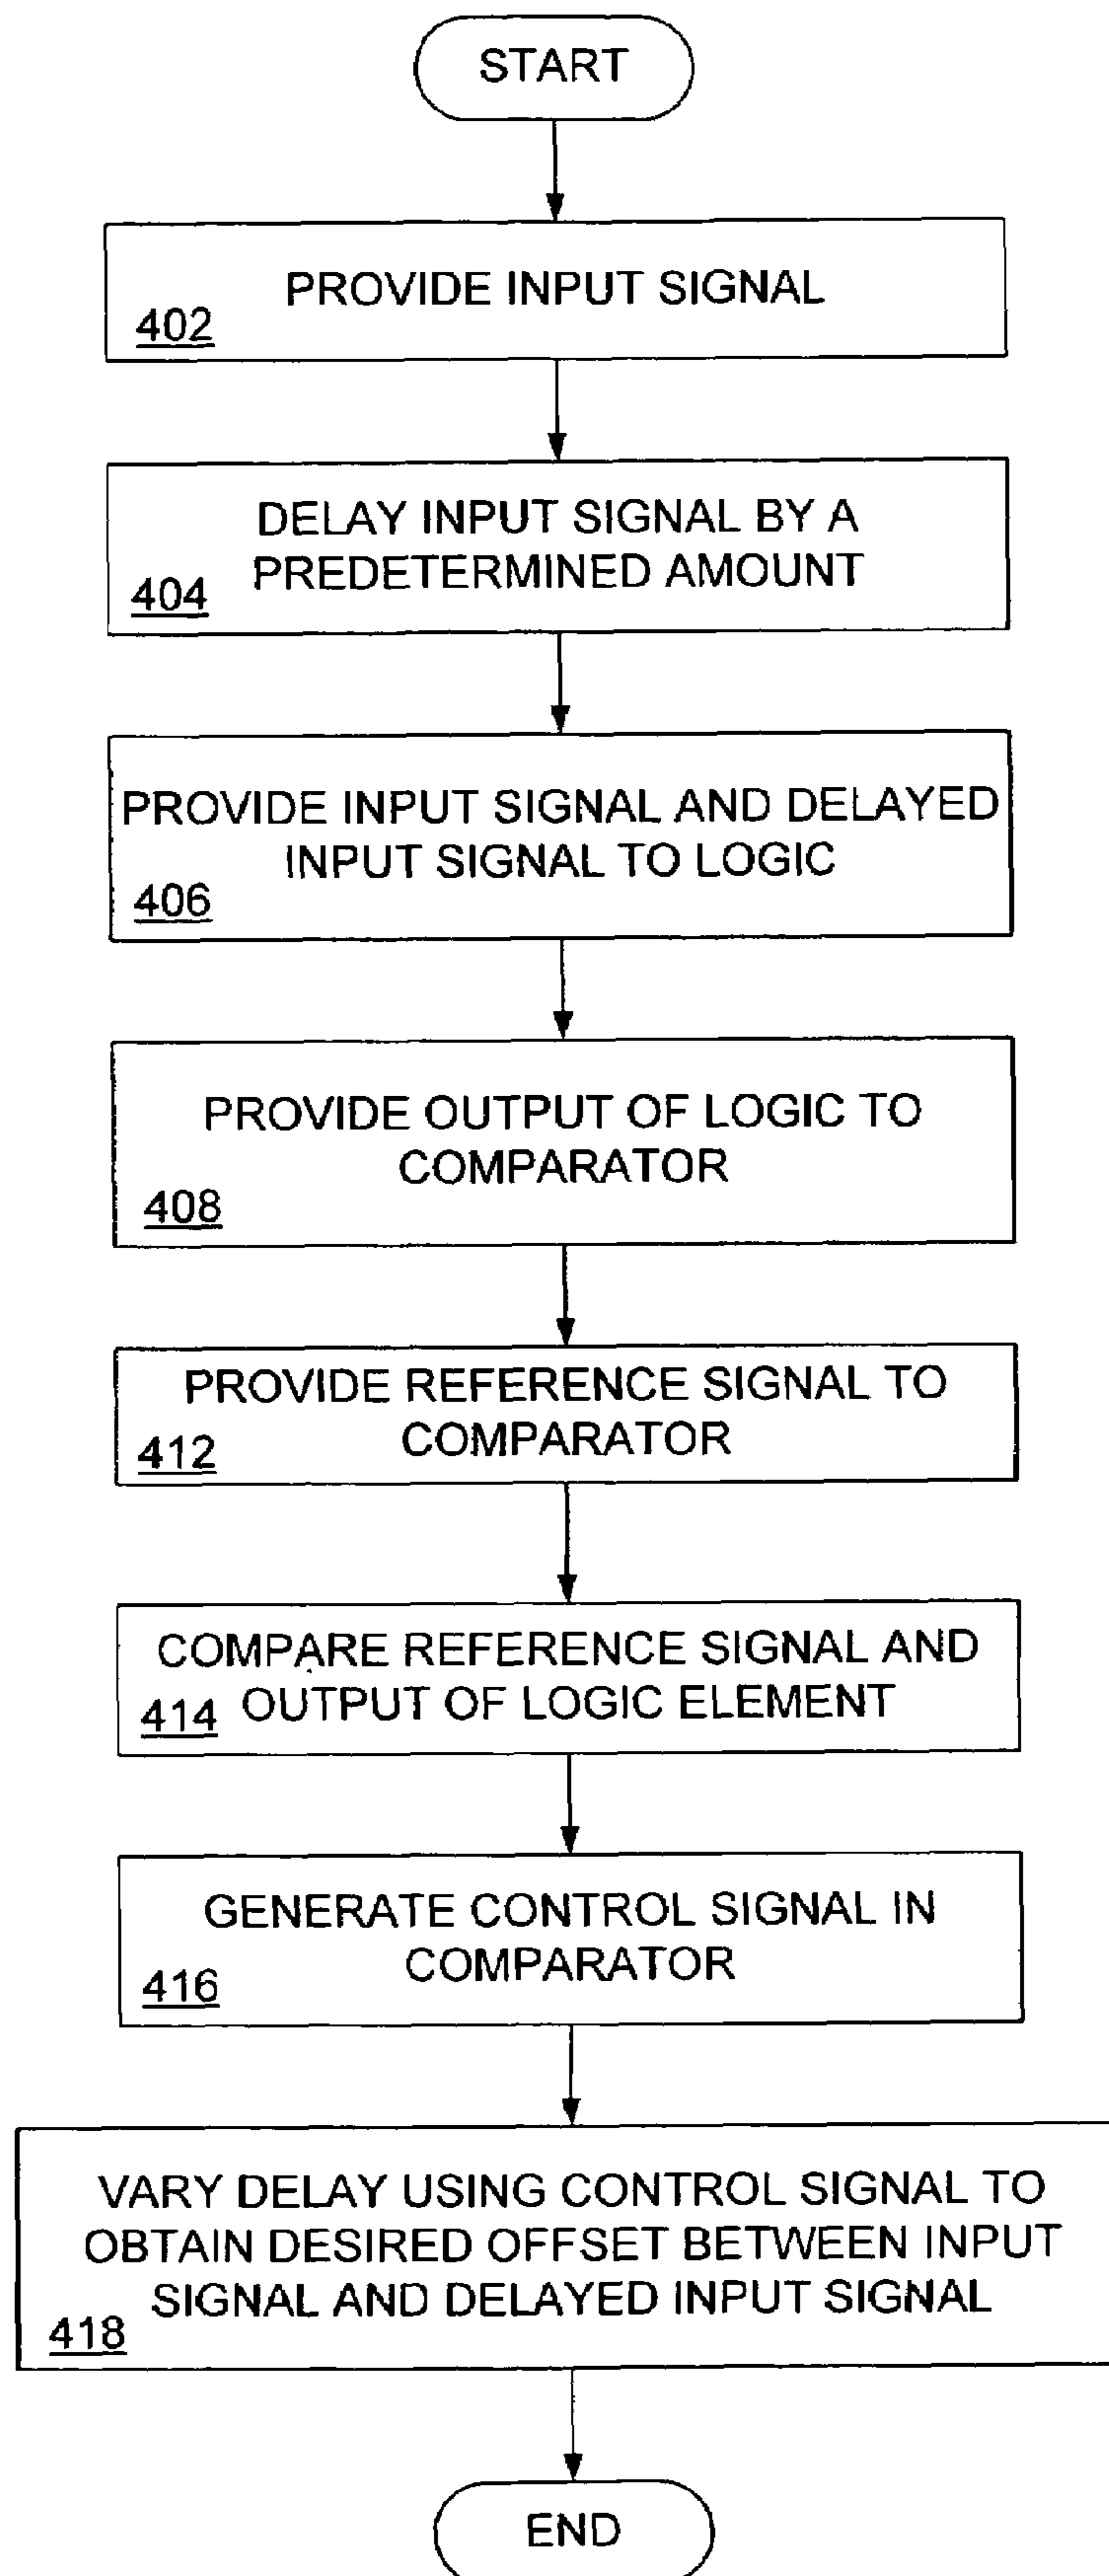 START
PROVIDE INPUT SIGNAL
402
DELAY INPUT SIGNAL BY A
PREDETERMINED AMOUNT
404
PROVIDE INPUT SIGNAL AND DELAYED
INPUT SIGNAL TO LOGIC
406
PROVIDE OUTPUT OF LOGIC TO
COMPARATOR
408
PROVIDE REFERENCE SIGNAL TO
COMPARATOR
412
COMPARE REFERENCE SIGNAL AND
OUTPUT OF LOGIC ELEMENT
414
GENERATE CONTROL SIGNAL IN
COMPARATOR
416
VARY DELAY USING CONTROL SIGNAL TO
OBTAIN DESIRED OFFSET BETWEEN INPUT
SIGNAL AND DELAYED INPUT SIGNAL
418
END